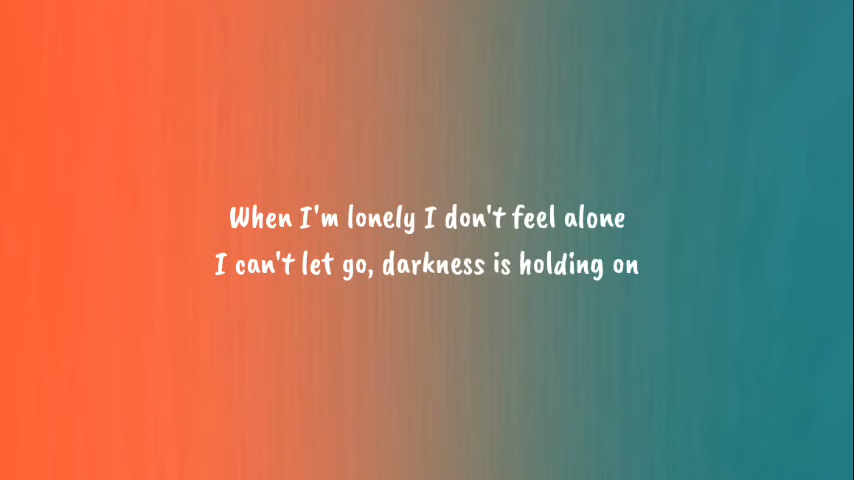 When I'm lonely I don't feel alone
I can't let go, darkness is holding on